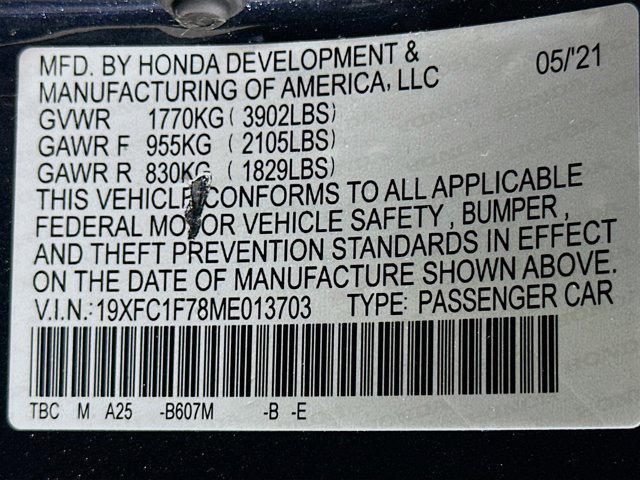 MFD. BY HONDA DEVELOPMENT & 05/'21
MANUFACTURING OF AMERICA, LLC
GVWR 1770KG ( 3902LBS)
GAWR F 955KG ( 2105LBS)
GAWR R 830KG ( 1829LBS)
THIS VEHICLE CONFORMS TO ALL APPLICABLE
FEDERAL MOTOR VEHICLE SAFETY , BUMPER ,
AND THEFT PREVENTION STANDARDS IN EFFECT
ON THE DATE OF MANUFACTURE SHOWN ABOVE.
V.I.N.:19XFC1F78ME013703 TYPE: PASSENGER CAR
TBC M A25 -B607M -B -E